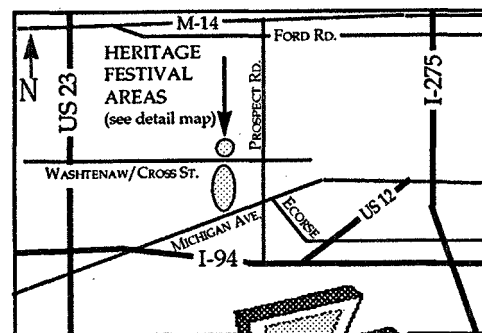 M-14
FORD RD.
HERITAGE
FESTIVAL
AREAS
(see detail map)
N
US 23
PROSPECT RD.
I-275
WASHTENAW/CROSS ST.
MICHIGAN AVE.
ECORSE
US 12
I-94